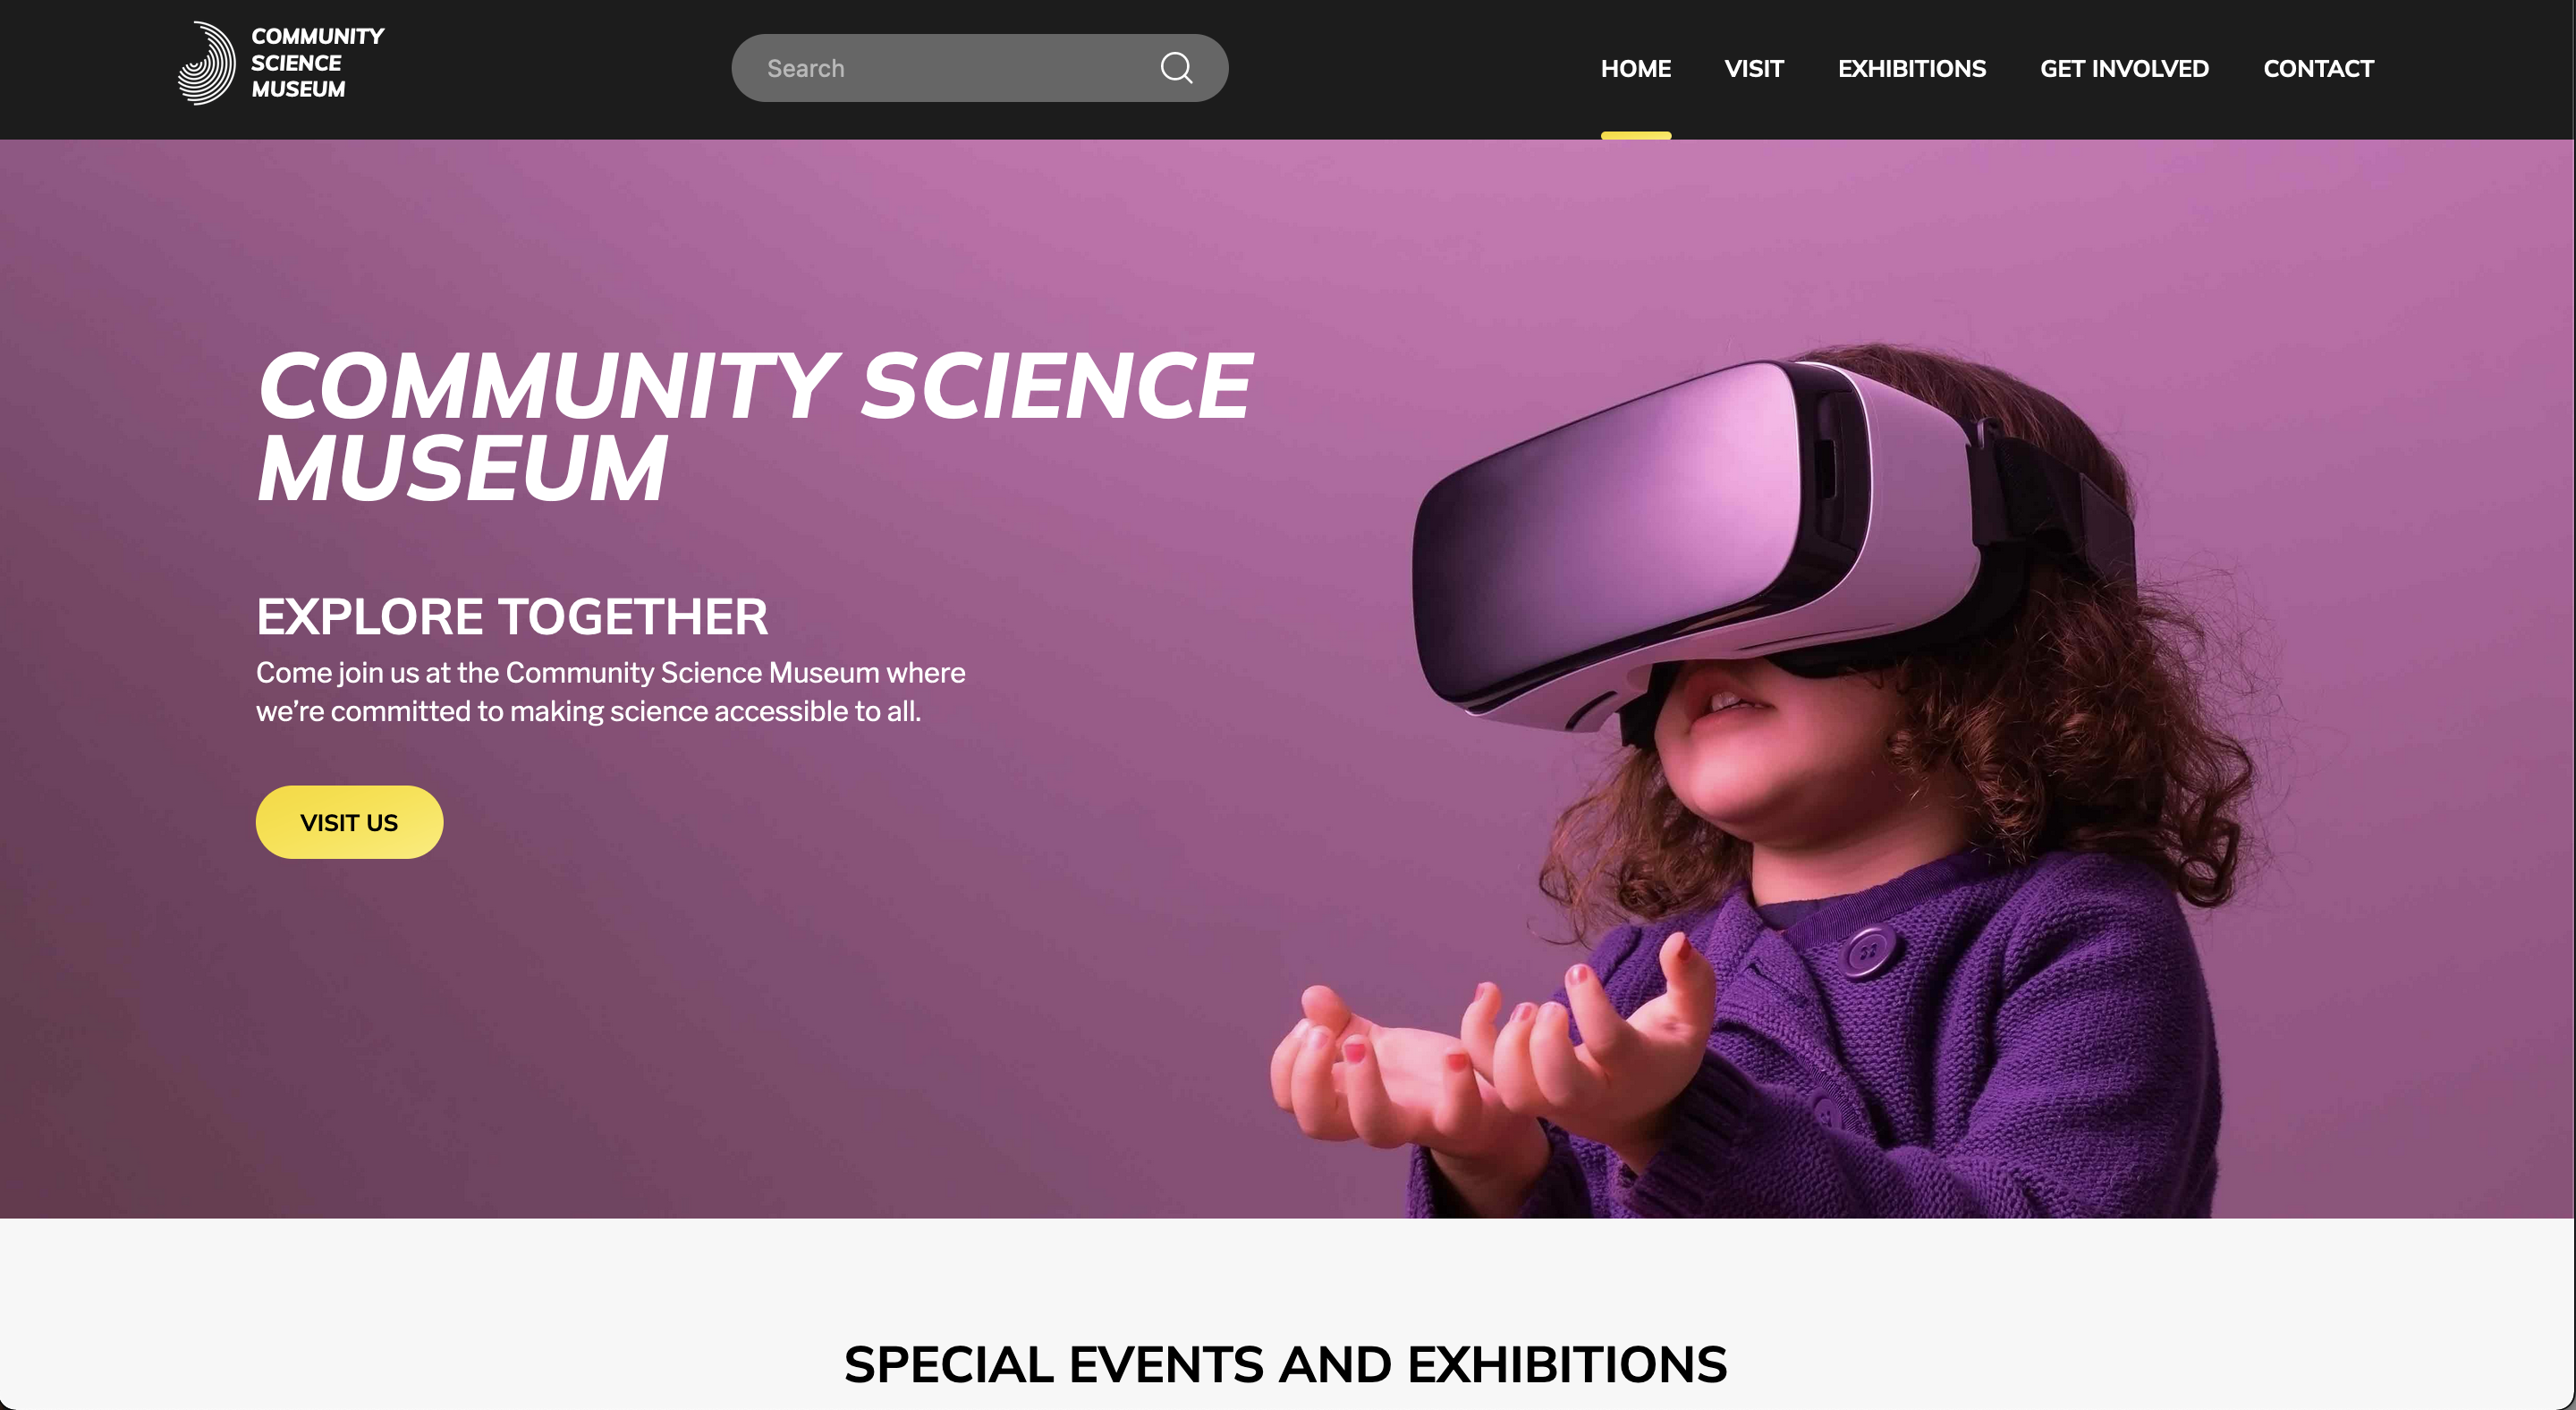 COMMUNITY
SCIENCE
MUSEUM
Search
HOME
VISIT
EXHIBITIONS
GET INVOLVED
CONTACT
COMMUNITY SCIENCE
MUSEUM
EXPLORE TOGETHER
Come join us at the Community Science Museum where
we’re committed to making science accessible to all.
VISIT US
SPECIAL EVENTS AND EXHIBITIONS